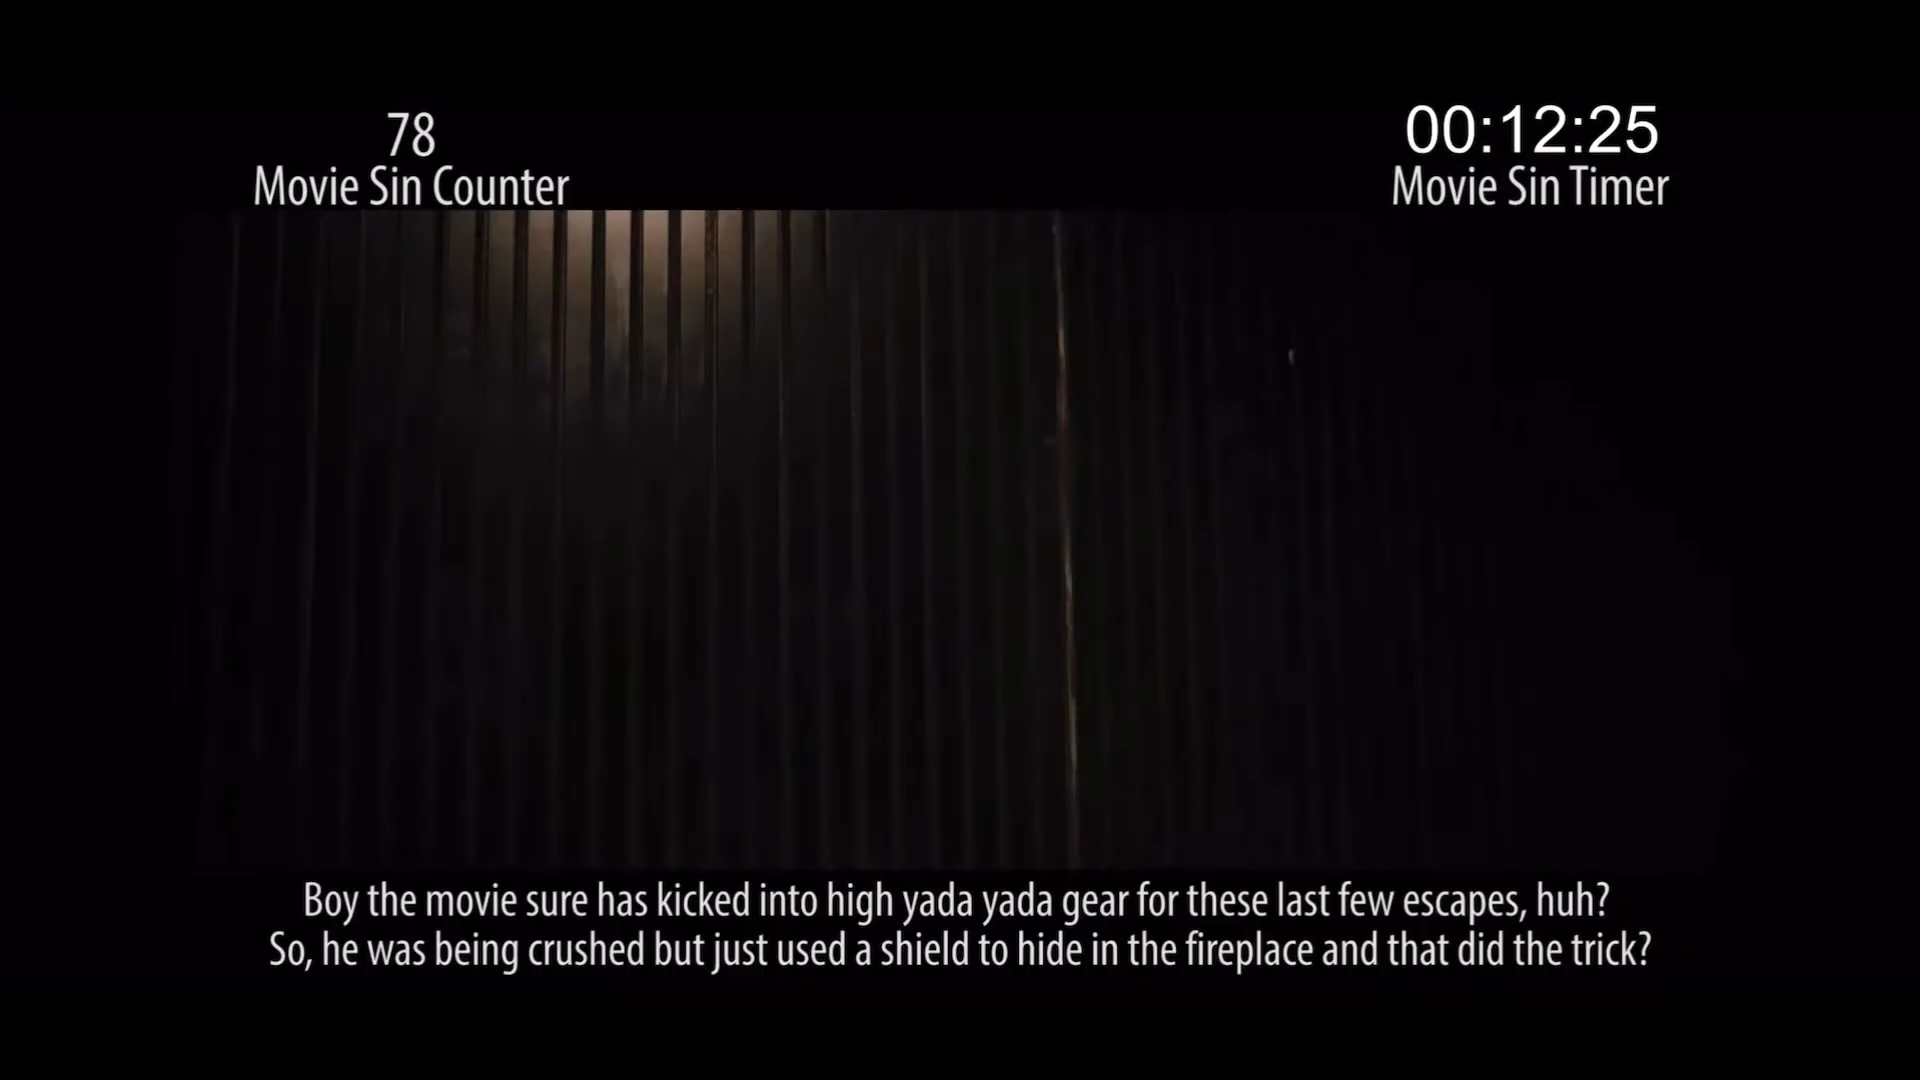 78
Movie Sin Counter
00:12:25
Movie Sin Timer
Boy the movie sure has kicked into high yada yada gear for these last few escapes, huh?
So, he was being crushed but just used a shield to hide in the fireplace and that did the trick?